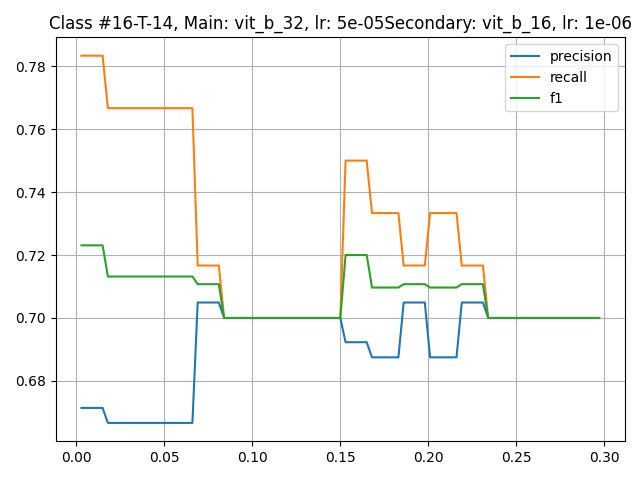 Class #16-T-14, Main: vit_b_32, lr: 5e-05Secondary: vit_b_16, lr: 1e-06
precision
recall
f1
0.78
0.76
0.74
0.72
0.70
0.68
0.00 0.05 0.10 0.15 0.20 0.25 0.30